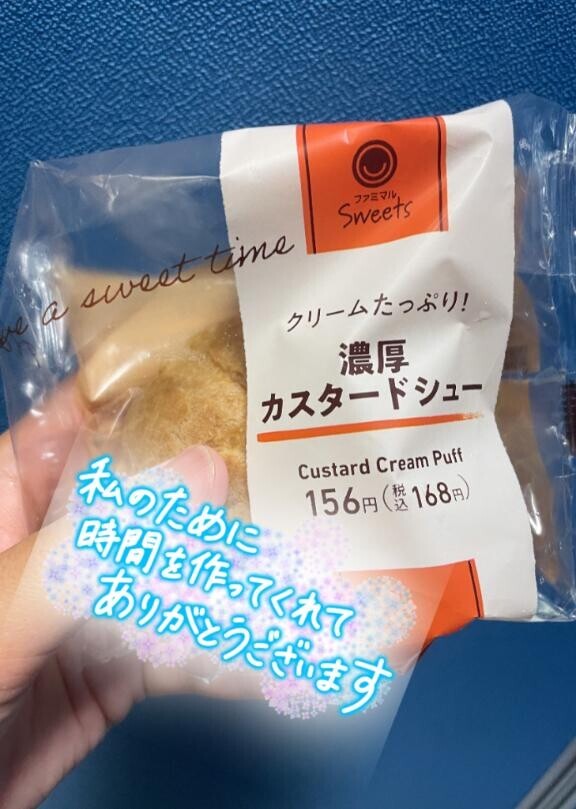 ファミマル
Sweets
a sweet time
クリームたっぷり!
濃厚
カスタードシュー
Custard Cream Puff
156円(税込168円)
私のために
時間を作ってくれて
ありがとうございます